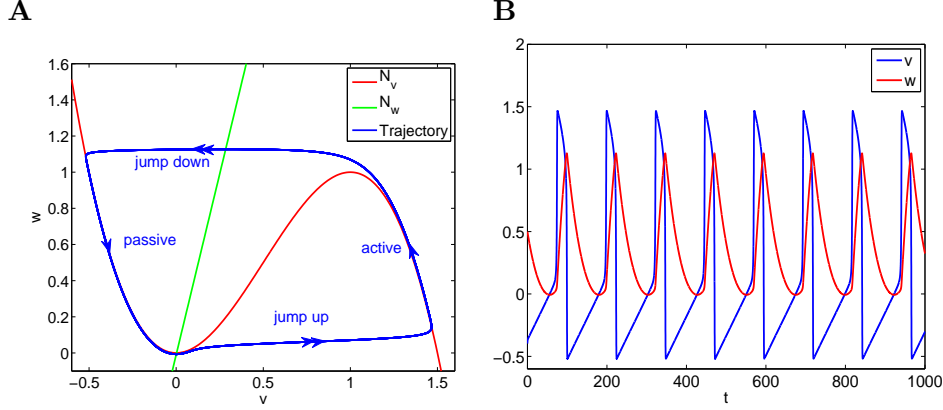 A
1.6
1.4
1.2
1
0.8
0.6
0.4
0.2
0
−0.5
0
0.5
1
1.5
v
w
N_v
N_w
Trajectory
jump down
passive
active
jump up
B
2
1.5
1
0.5
0
−0.5
0
200
400
600
800
1000
t
v
w